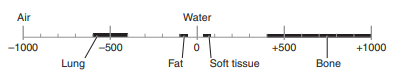 Air Water
−1000 −500 0 +500 +1000
Lung Fat Soft tissue Bone